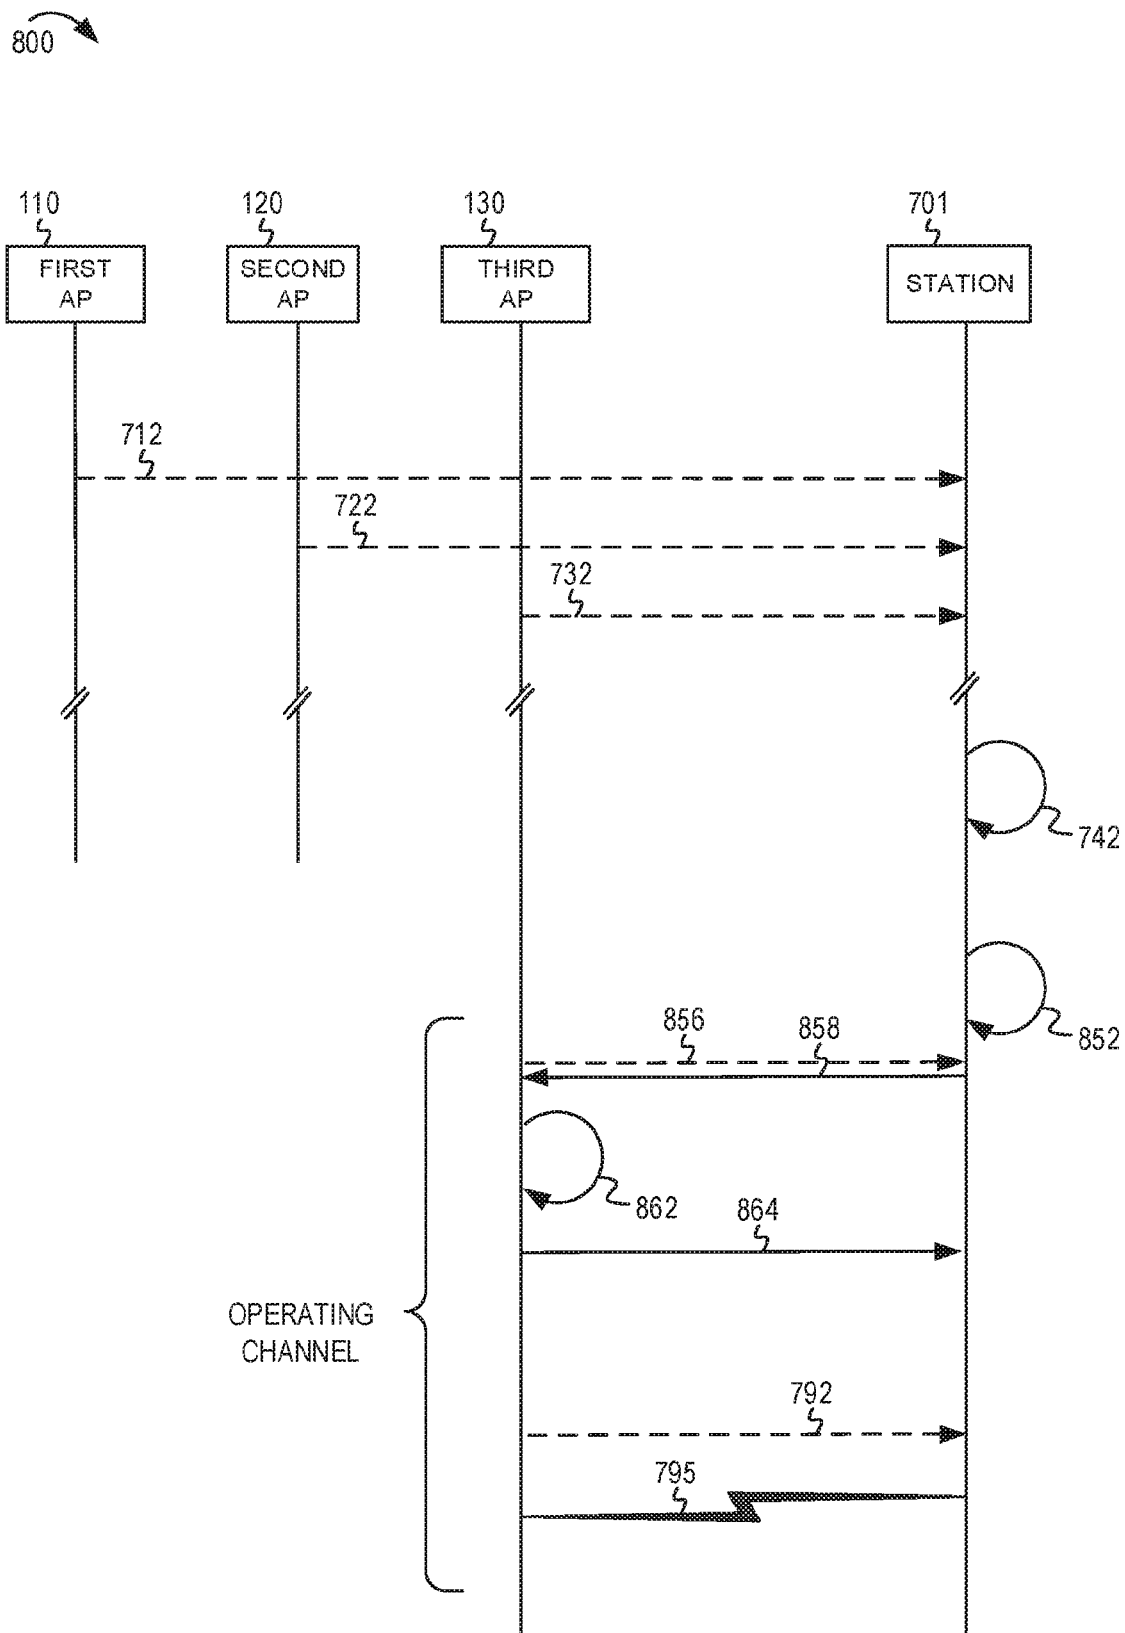 800
110
120
130
701
FIRST
AP
SECOND
AP
THIRD
AP
STATION
712
722
732
742
852
856
858
862
864
OPERATING
CHANNEL
792
795